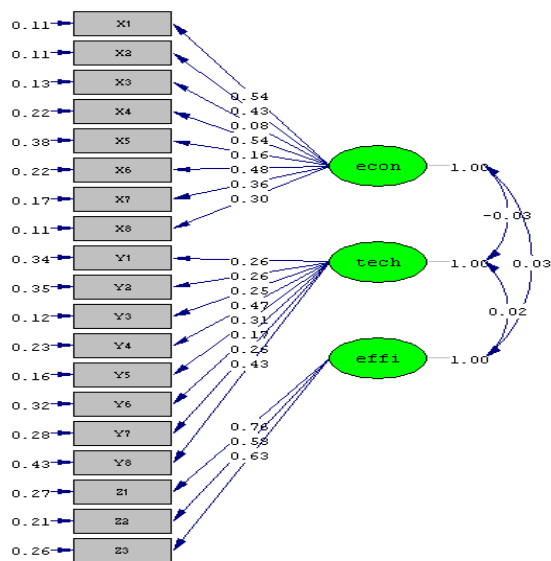 0.11 X1
0.11 X2
0.13 X3
0.22 X4
0.38 X5
0.22 X6
0.17 X7
0.11 X8
0.34 Y1
0.35 Y2
0.12 Y3
0.23 Y4
0.16 Y5
0.32 Y6
0.28 Y7
0.43 Y8
0.27 Z1
0.21 Z2
0.26 Z3
0.54
0.43
0.08
0.54
0.16
0.48
0.36
0.30
0.26
0.26
0.25
0.47
0.31
0.17
0.26
0.43
0.76
0.58
0.63
econ 1.00
tech 1.00
effi 1.00
-0.03
0.03
0.02